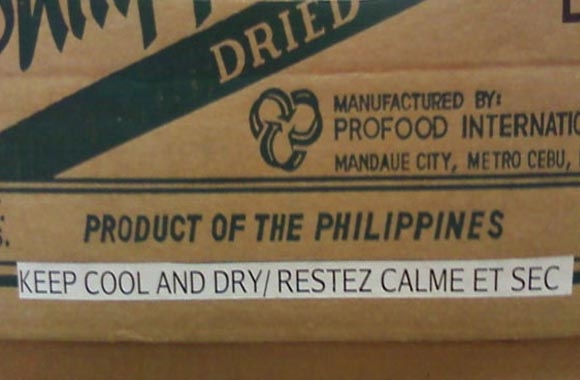 DRIED
MANUFACTURED BY:
PROFOOD
MANDAUE CITY, METRO CEBU,
PRODUCT OF THE PHILIPPINES
KEEP COOL AND DRY/ RESTEZ CALME ET SEC